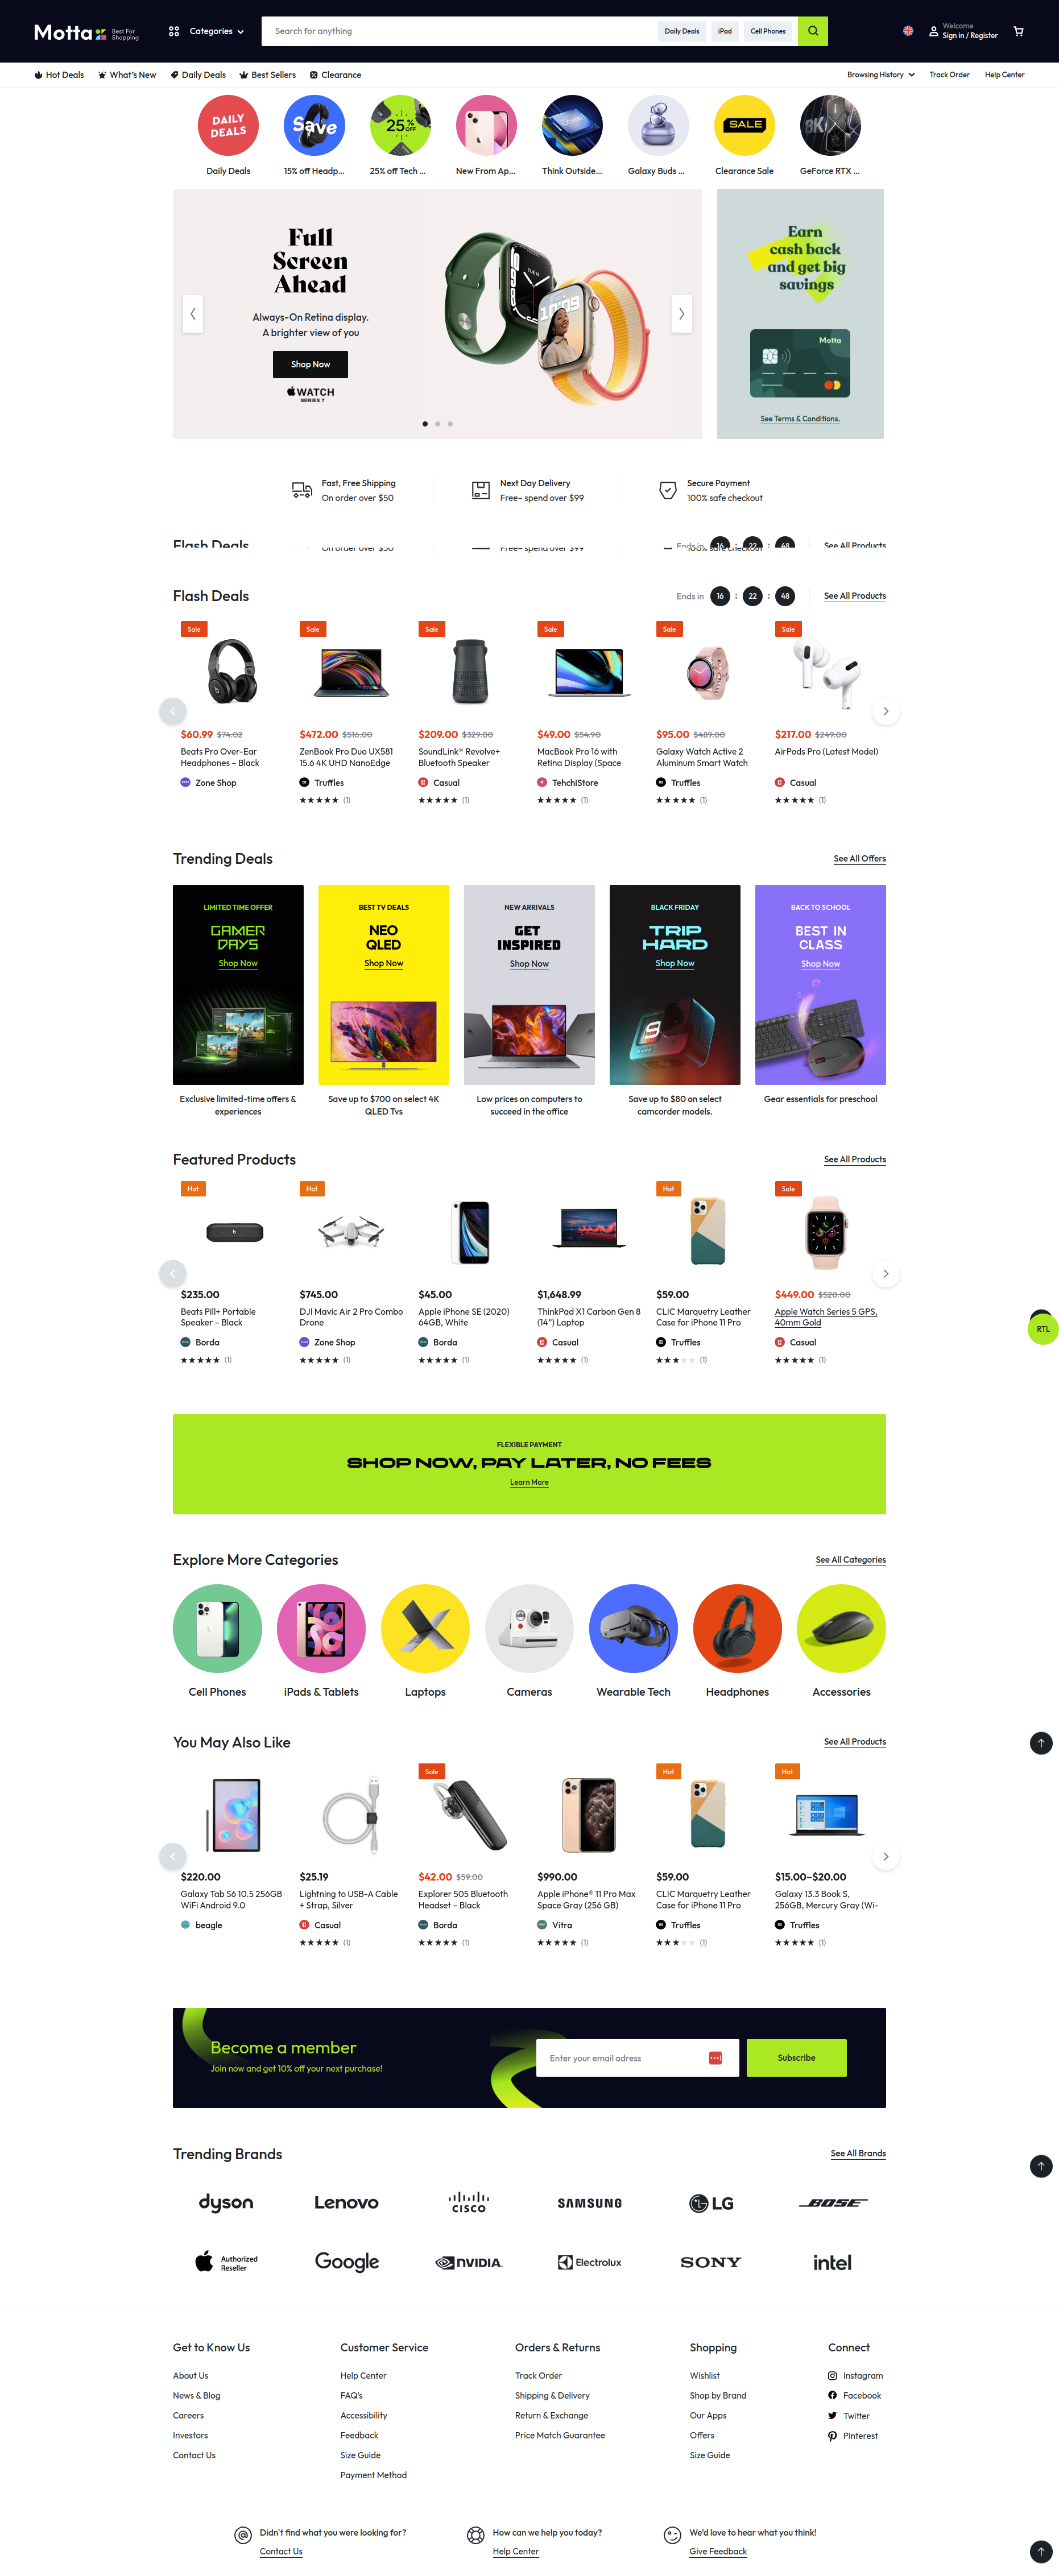 Motta Best For
Shopping
Categories
Search for anything
Daily Deals iPad Cell Phones
Welcome
Sign in / Register
Hot Deals What's New Daily Deals Best Sellers Clearance
Browsing History Track Order Help Center
DAILY
DEALS
Save
25% OFF
SALE
8K
Daily Deals 15% off Headp... 25% off Tech ... New From Ap... Think Outside... Galaxy Buds ... Clearance Sale GeForce RTX ...
Full
Screen
Ahead
Always-On Retina display.
A brighter view of you
Shop Now
WATCH
SERIES 7
Earn
cash back
and get big
savings
Motta
See Terms & Conditions.
Fast, Free Shipping
On order over $50
Next Day Delivery
Free– spend over $99
Secure Payment
100% safe checkout
Flash Deals
On order over $50
Free– spend over $99
100% safe checkout
Ends in 16 : 22 : 48 See All Products
Flash Deals
Ends in 16 : 22 : 48 See All Products
Sale Sale Sale Sale Sale Sale
$60.99 $74.02
Beats Pro Over-Ear
Headphones – Black
Zone Shop
$472.00 $516.00
ZenBook Pro Duo UX581
15.6 4K UHD NanoEdge
Truffles
(1)
$209.00 $329.00
SoundLink® Revolve+
Bluetooth Speaker
Casual
(1)
$49.00 $54.90
MacBook Pro 16 with
Retina Display (Space
TehchiStore
(1)
$95.00 $489.00
Galaxy Watch Active 2
Aluminum Smart Watch
Truffles
(1)
$217.00 $249.00
AirPods Pro (Latest Model)
Casual
(1)
Trending Deals
See All Offers
LIMITED TIME OFFER
GAMER
DAYS
Shop Now
Exclusive limited-time offers &
experiences
BEST TV DEALS
NEO
QLED
Shop Now
Save up to $700 on select 4K
QLED Tvs
NEW ARRIVALS
GET
INSPIRED
Shop Now
Low prices on computers to
succeed in the office
BLACK FRIDAY
TRIP
HARD
Shop Now
Save up to $80 on select
camcorder models.
BACK TO SCHOOL
BEST IN
CLASS
Shop Now
Gear essentials for preschool
Featured Products
See All Products
Hot Hot Hot Sale
$235.00
Beats Pill+ Portable
Speaker – Black
Borda
(1)
$745.00
DJI Mavic Air 2 Pro Combo
Drone
Zone Shop
(1)
$45.00
Apple iPhone SE (2020)
64GB, White
Borda
(1)
$1,648.99
ThinkPad X1 Carbon Gen 8
(14”) Laptop
Casual
(1)
$59.00
CLIC Marquetry Leather
Case for iPhone 11 Pro
Truffles
(1)
$449.00 $520.00
Apple Watch Series 5 GPS,
40mm Gold
Casual
(1)
RTL
FLEXIBLE PAYMENT
SHOP NOW, PAY LATER, NO FEES
Learn More
Explore More Categories
See All Categories
Cell Phones iPads & Tablets Laptops Cameras Wearable Tech Headphones Accessories
You May Also Like
See All Products
Sale Hot Hot
$220.00
Galaxy Tab S6 10.5 256GB
WiFi Android 9.0
beagle
$25.19
Lightning to USB-A Cable
+ Strap, Silver
Casual
(1)
$42.00 $59.00
Explorer 505 Bluetooth
Headset – Black
Borda
(1)
$990.00
Apple iPhone® 11 Pro Max
Space Gray (256 GB)
Vitra
(1)
$59.00
CLIC Marquetry Leather
Case for iPhone 11 Pro
Truffles
(1)
$15.00–$20.00
Galaxy 13.3 Book S,
256GB, Mercury Gray (Wi-
Truffles
(1)
Become a member
Join now and get 10% off your next purchase!
Enter your email adress
Subscribe
Trending Brands
See All Brands
dyson Lenovo CISCO SAMSUNG LG BOSE
Authorized
Reseller
Google NVIDIA. Electrolux SONY intel
Get to Know Us
About Us
News & Blog
Careers
Investors
Contact Us
Customer Service
Help Center
FAQ's
Accessibility
Feedback
Size Guide
Payment Method
Orders & Returns
Track Order
Shipping & Delivery
Return & Exchange
Price Match Guarantee
Shopping
Wishlist
Shop by Brand
Our Apps
Offers
Size Guide
Connect
Instagram
Facebook
Twitter
Pinterest
Didn't find what you were looking for?
Contact Us
How can we help you today?
Help Center
We'd love to hear what you think!
Give Feedback